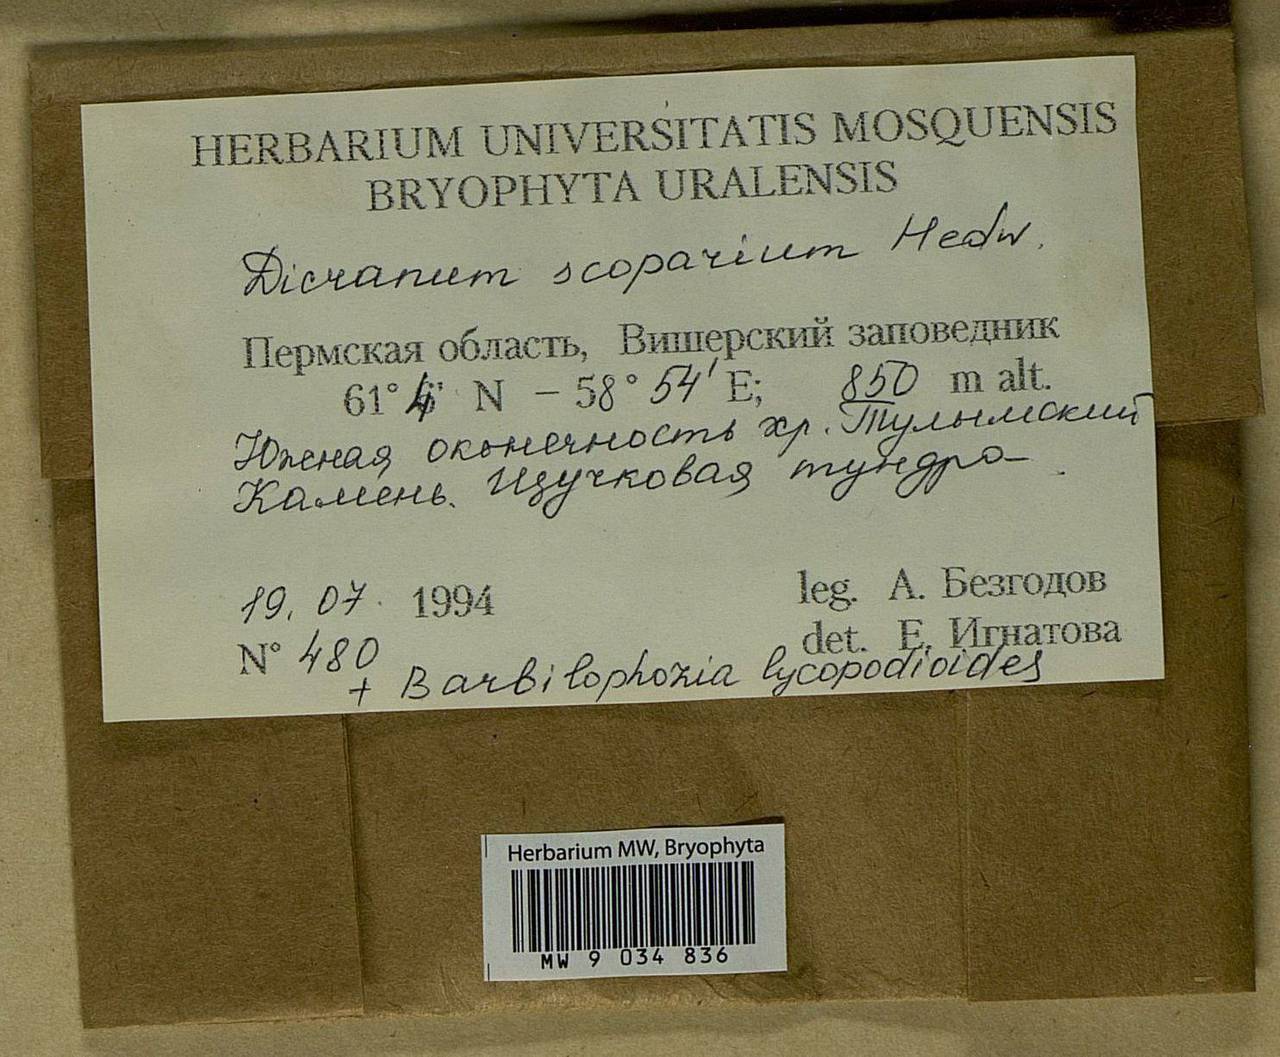 HERBARIUM UNIVERSITATIS MOSQUENSIS
BRYOPHYTA URALENSIS
Dicranum scoparium Hedw.
Пермская область, Вишерский заповедник
61° N – 58° 54' E; 850 m alt.
Южная оконечность хр. Тулымский
Камень. Щучковая тундра
19. 07. 1994 leg. А. Безгодов
N° 480 det. Е. Игнатова
+ Barbilophozia lycopodioides
Herbarium MW, Bryophyta
MW 9 034 836